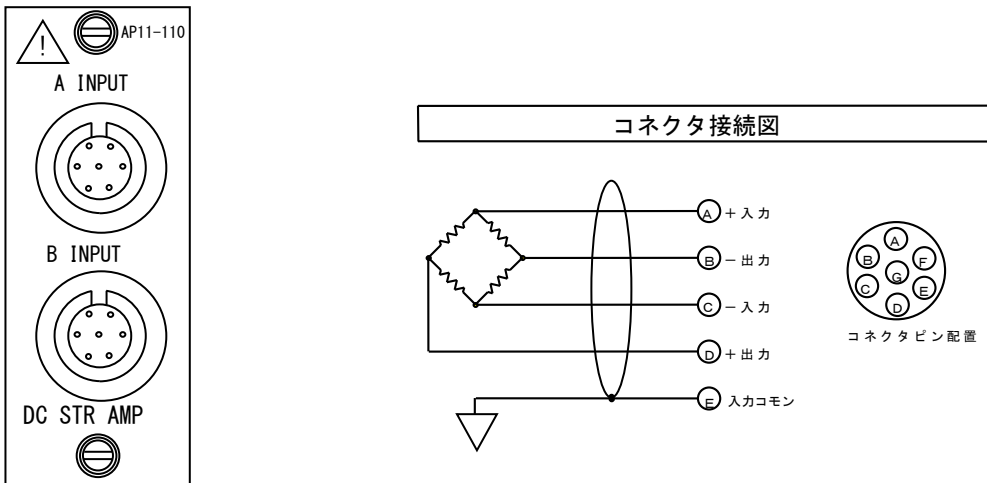 AP11-110
!
A INPUT
B INPUT
DC STR AMP
コネクタ接続図
A +入力
B -出力
C -入力
D +出力
E 入力コモン
A
B
F
G
C
E
D
コネクタピン配置